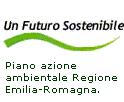 Un Futuro Sostenibile
Piano azione
ambientale Regione
Emilia-Romagna.